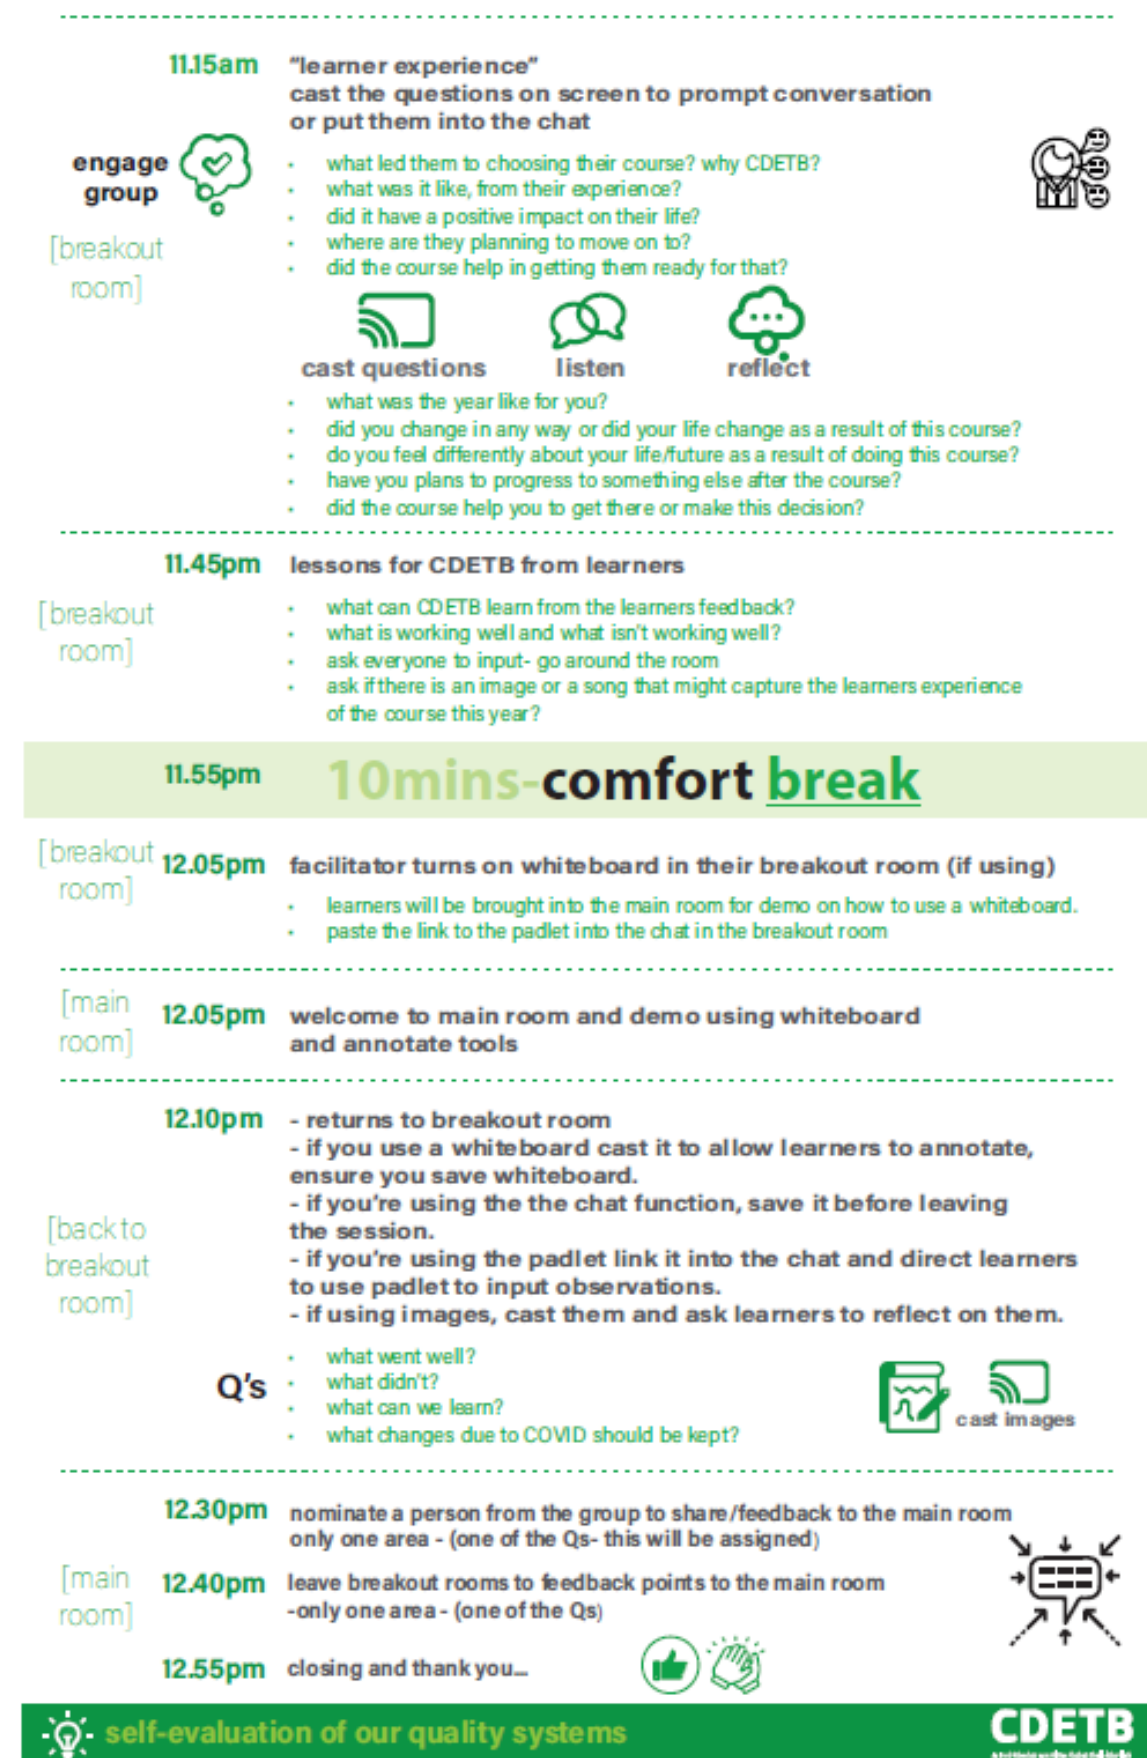 11.15am "learner experience"
cast the questions on screen to prompt conversation
or put them into the chat
engage
group
[breakout
room]
• what led them to choosing their course? why CDETB?
• what was it like, from their experience?
• did it have a positive impact on their life?
• where are they planning to move on to?
• did the course help in getting them ready for that?
cast questions listen reflect
• what was the year like for you?
• did you change in any way or did your life change as a result of this course?
• do you feel differently about your life/future as a result of doing this course?
• have you plans to progress to something else after the course?
• did the course help you to get there or make this decision?
11.45pm lessons for CDETB from learners
[breakout
room]
• what can CDETB learn from the learners feedback?
• what is working well and what isn't working well?
• ask everyone to input- go around the room
• ask if there is an image or a song that might capture the learners experience
of the course this year?
11.55pm 10mins-comfort break
[breakout
room]
12.05pm facilitator turns on whiteboard in their breakout room (if using)
• learners will be brought into the main room for demo on how to use a whiteboard.
• paste the link to the padlet into the chat in the breakout room
[main
room]
12.05pm welcome to main room and demo using whiteboard
and annotate tools
12.10pm - returns to breakout room
- if you use a whiteboard cast it to allow learners to annotate,
ensure you save whiteboard.
- if you're using the the chat function, save it before leaving
the session.
- if you're using the padlet link it into the chat and direct learners
to use padlet to input observations.
- if using images, cast them and ask learners to reflect on them.
[back to
breakout
room]
Q's
• what went well?
• what didn't?
• what can we learn?
• what changes due to COVID should be kept?
cast images
12.30pm nominate a person from the group to share/feedback to the main room
only one area - (one of the Qs- this will be assigned)
[main
room]
12.40pm leave breakout rooms to feedback points to the main room
-only one area - (one of the Qs)
12.55pm closing and thank you...
self-evaluation of our quality systems
CDETB